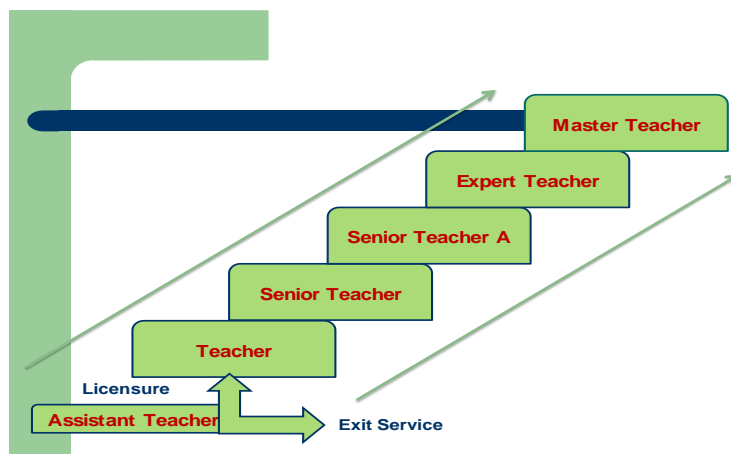 Master Teacher
Expert Teacher
Senior Teacher A
Senior Teacher
Teacher
Licensure
Assistant Teacher
Exit Service